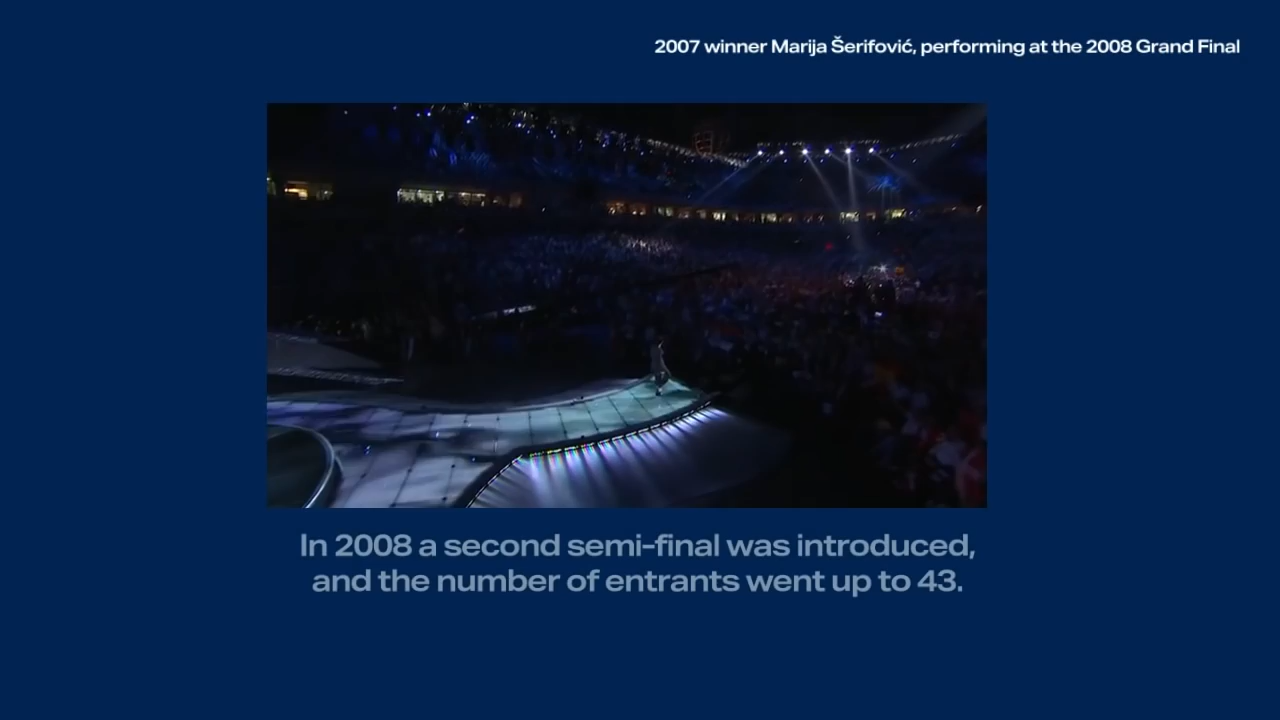 2007 winner Marija Šerifović, performing at the 2008 Grand Final
In 2008 a second semi-final was introduced,
and the number of entrants went up to 43.